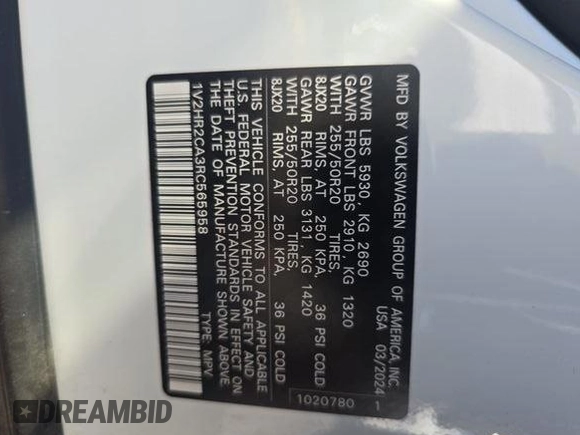 MFD BY VOLKSWAGEN GROUP OF AMERICA, INC.
USA 03/2024 1
GVWR LBS 5930, KG 2690
GAWR FRONT LBS 2910, KG 1320
WITH 255/50R20 TIRES,
8JX20 RIMS, AT 250 KPA, 36 PSI COLD
GAWR REAR LBS 3131, KG 1420
WITH 255/50R20 TIRES,
8JX20 RIMS, AT 250 KPA, 36 PSI COLD
THIS VEHICLE CONFORMS TO ALL APPLICABLE
U.S. FEDERAL MOTOR VEHICLE SAFETY AND
THEFT PREVENTION STANDARDS IN EFFECT ON
THE DATE OF MANUFACTURE SHOWN ABOVE.
1V2HR2CA3RC565958 TYPE: MPV
1020780
DREAMBID